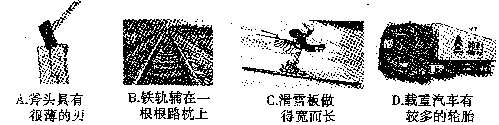 A.斧头具有
很薄的刃
B.铁轨铺在一
根根路枕上
C.滑雪板做
得宽而长
D.载重汽车有
较多的轮胎